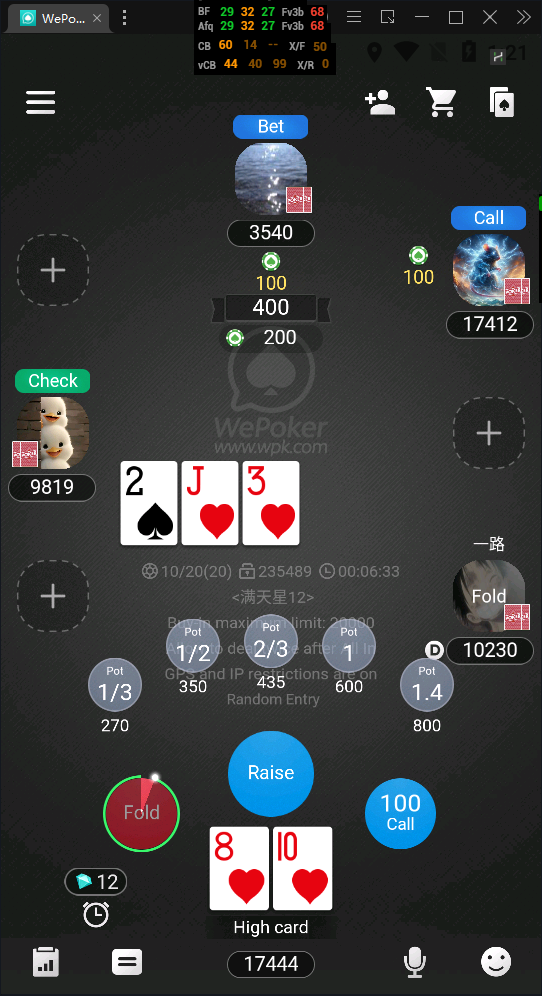 WePo...
BF 29 32 27 Fv3b 68
Afq 29 32 27 Fv3b 68
CB 60 14 -- X/F 50
vCB 44 40 99 X/R 0
21
Bet
3540
100
Call
100
17412
400
200
WePoker
www.wpk.com
Check
9819
2
J
3
10/20(20) 235489 00:06:33
<满天星12>
Buy in maximum limit: 20000
GPS and IP restrictions are on
Random Entry
一路
Fold
D 10230
Pot
1/3
270
Pot
1/2
350
Pot
2/3
435
Pot
1
600
Pot
1.4
800
Fold
Raise
100
Call
8
10
12
High card
17444